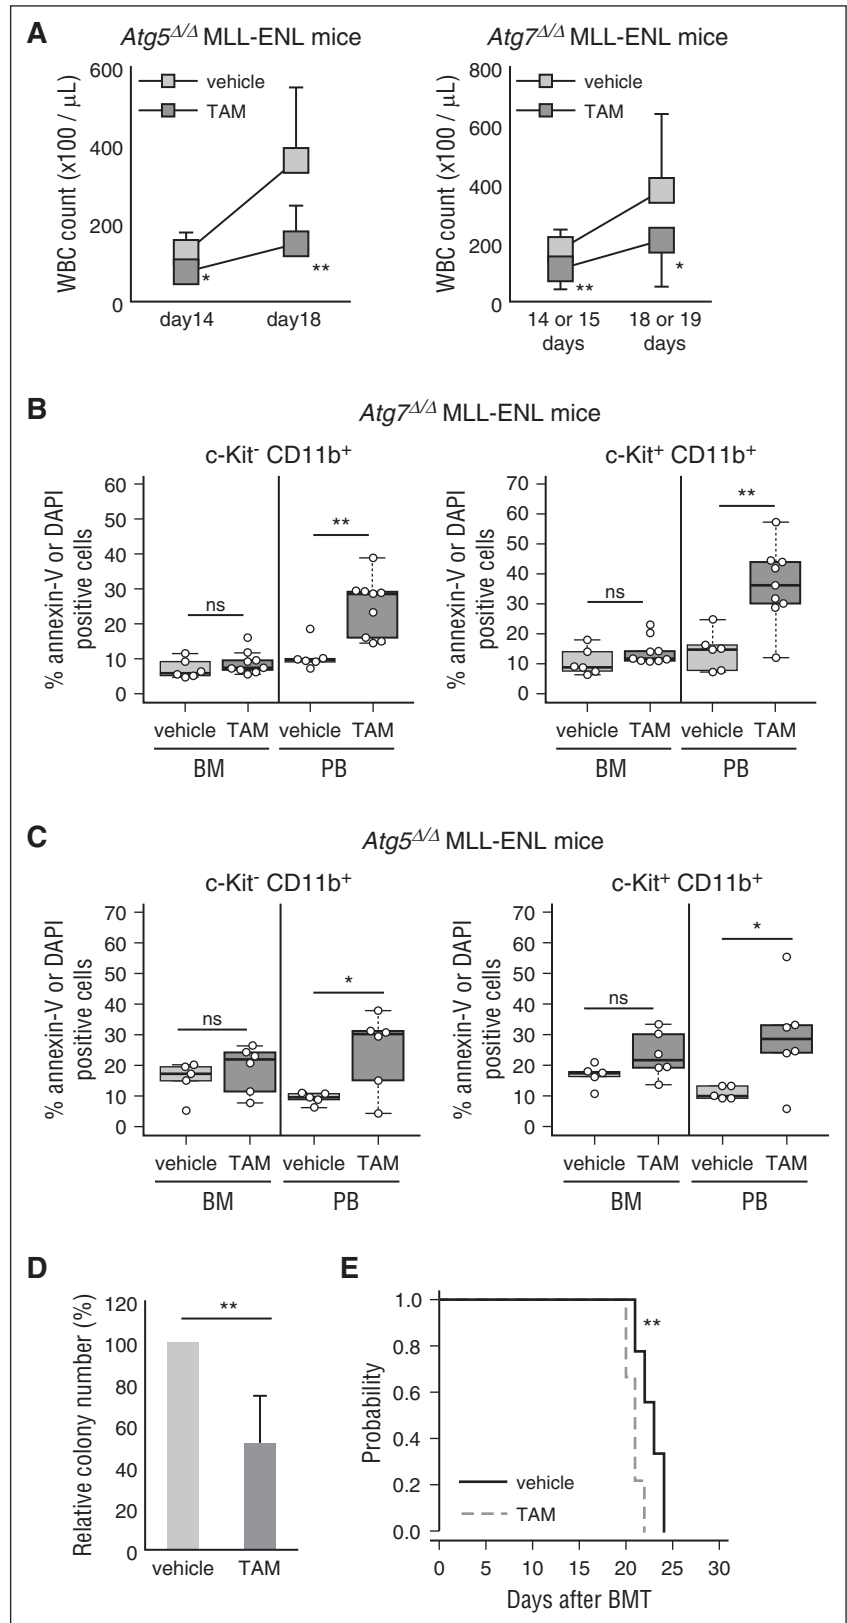 A
Atg5Δ/Δ MLL-ENL mice
Atg7Δ/Δ MLL-ENL mice
WBC count (x100 / μL)
600
400
200
0
vehicle
TAM
*
**
day14
day18
WBC count (x100 / μL)
800
600
400
200
0
vehicle
TAM
**
*
14 or 15 days
18 or 19 days
B
Atg7Δ/Δ MLL-ENL mice
c-Kit- CD11b+
% annexin-V or DAPI
positive cells
60
50
40
30
20
10
0
ns
**
vehicle TAM vehicle TAM
BM PB
c-Kit+ CD11b+
% annexin-V or DAPI
positive cells
70
60
50
40
30
20
10
0
ns
**
vehicle TAM vehicle TAM
BM PB
C
Atg5Δ/Δ MLL-ENL mice
c-Kit- CD11b+
% annexin-V or DAPI
positive cells
70
60
50
40
30
20
10
0
ns
*
vehicle TAM vehicle TAM
BM PB
c-Kit+ CD11b+
% annexin-V or DAPI
positive cells
70
60
50
40
30
20
10
0
ns
*
vehicle TAM vehicle TAM
BM PB
D
Relative colony number (%)
120
100
80
60
40
20
0
**
vehicle TAM
E
Probability
1.0
0.8
0.6
0.4
0.2
0.0
**
vehicle
TAM
0 5 10 15 20 25 30
Days after BMT